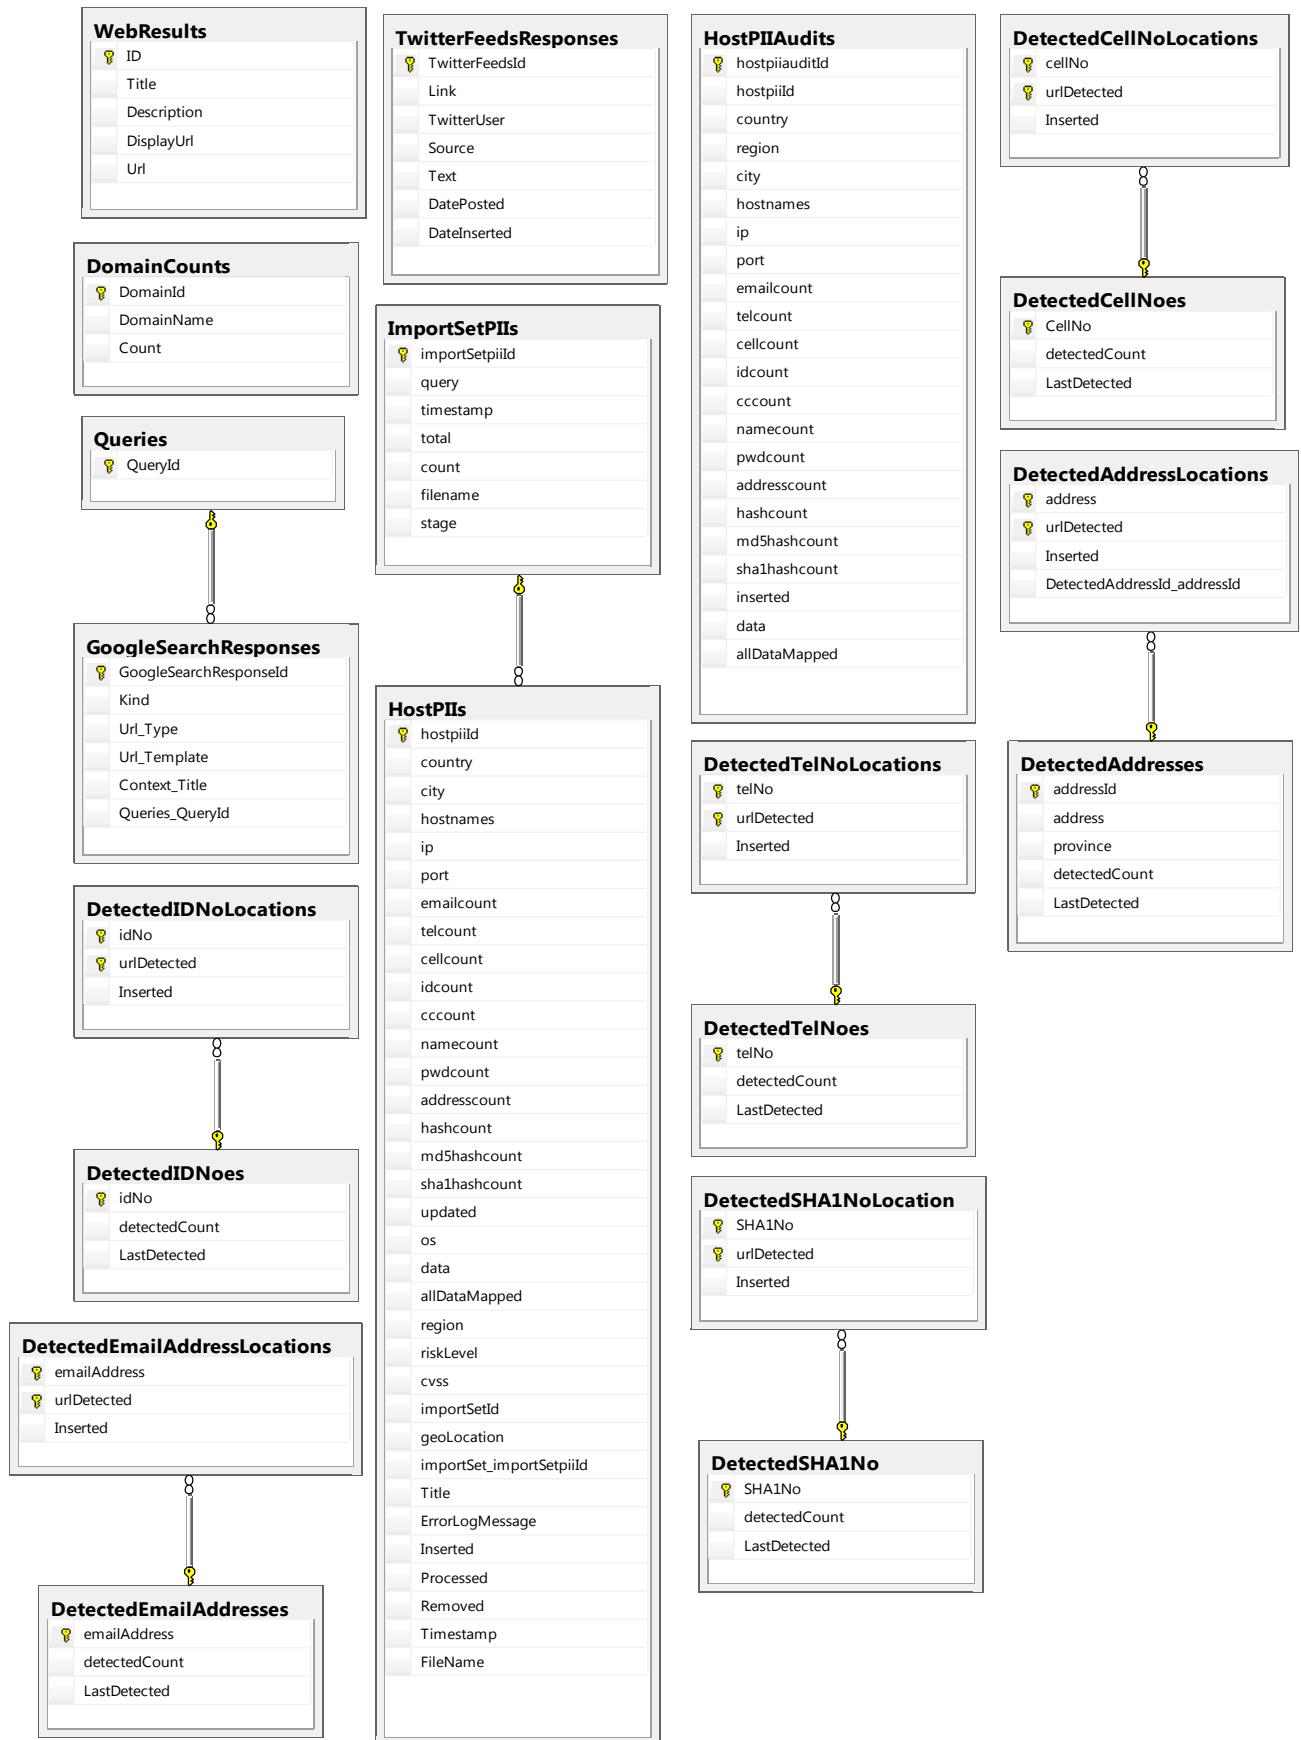 WebResults
ID
Title
Description
DisplayUrl
Url
DomainCounts
DomainId
DomainName
Count
Queries
QueryId
GoogleSearchResponses
GoogleSearchResponseId
Kind
Url_Type
Url_Template
Context_Title
Queries_QueryId
DetectedIDNoLocations
idNo
urlDetected
Inserted
DetectedIDNoes
idNo
detectedCount
LastDetected
DetectedEmailAddressLocations
emailAddress
urlDetected
Inserted
DetectedEmailAddresses
emailAddress
detectedCount
LastDetected
TwitterFeedsResponses
TwitterFeedsId
Link
TwitterUser
Source
Text
DatePosted
DateInserted
ImportSetPIIs
importSetpiiId
query
timestamp
total
count
filename
stage
HostPIIs
hostpiiId
country
city
hostnames
ip
port
emailcount
telcount
cellcount
idcount
cccount
namecount
pwdcount
addresscount
hashcount
md5hashcount
sha1hashcount
updated
os
data
allDataMapped
region
riskLevel
cvss
importSetId
geoLocation
importSet_importSetpiiId
Title
ErrorLogMessage
Inserted
Processed
Removed
Timestamp
FileName
HostPIIAudits
hostpiiauditId
hostpiiId
country
region
city
hostnames
ip
port
emailcount
telcount
cellcount
idcount
cccount
namecount
pwdcount
addresscount
hashcount
md5hashcount
sha1hashcount
inserted
data
allDataMapped
DetectedTelNoLocations
telNo
urlDetected
Inserted
DetectedTelNoes
telNo
detectedCount
LastDetected
DetectedSHA1NoLocation
SHA1No
urlDetected
Inserted
DetectedSHA1No
SHA1No
detectedCount
LastDetected
DetectedCellNoLocations
cellNo
urlDetected
Inserted
DetectedCellNoes
CellNo
detectedCount
LastDetected
DetectedAddressLocations
address
urlDetected
Inserted
DetectedAddressId_addressId
DetectedAddresses
addressId
address
province
detectedCount
LastDetected